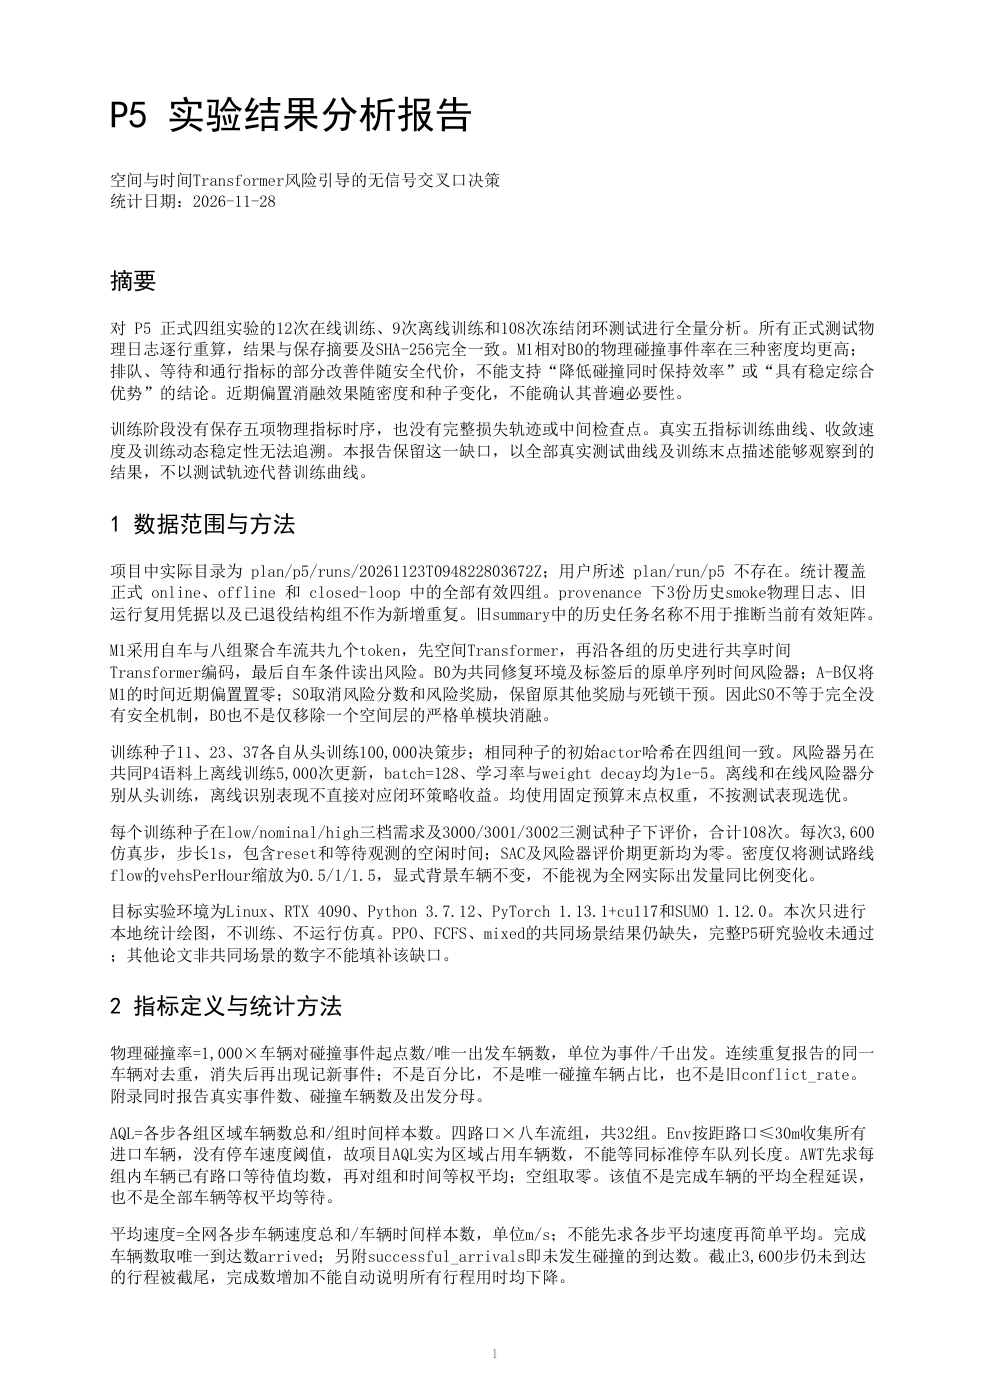 P5 实验结果分析报告
空间与时间Transformer风险引导的无信号交叉口决策
统计日期：2026-11-28
摘要
对 P5 正式四组实验的12次在线训练、9次离线训练和108次冻结闭环测试进行全量分析。所有正式测试物
理日志逐行重算，结果与保存摘要及SHA-256完全一致。M1相对B0的物理碰撞事件率在三种密度均更高；
排队、等待和通行指标的部分改善伴随安全代价，不能支持“降低碰撞同时保持效率”或“具有稳定综合
优势”的结论。近期偏置消融效果随密度和种子变化，不能确认其普遍必要性。
训练阶段没有保存五项物理指标时序，也没有完整损失轨迹或中间检查点。真实五指标训练曲线、收敛速
度及训练动态稳定性无法追溯。本报告保留这一缺口，以全部真实测试曲线及训练末点描述能够观察到的
结果，不以测试轨迹代替训练曲线。
1 数据范围与方法
项目中实际目录为 plan/p5/runs/20261123T094822803672Z；用户所述 plan/run/p5 不存在。统计覆盖
正式 online、offline 和 closed-loop 中的全部有效四组。provenance 下3份历史smoke物理日志、旧
运行复用凭据以及已退役结构组不作为新增重复。旧summary中的历史任务名称不用于推断当前有效矩阵。
M1采用自车与八组聚合车流共九个token，先空间Transformer，再沿各组的历史进行共享时间
Transformer编码，最后自车条件读出风险。B0为共同修复环境及标签后的原单序列时间风险器；A-B仅将
M1的时间近期偏置置零；S0取消风险分数和风险奖励，保留原其他奖励与死锁干预。因此S0不等于完全没
有安全机制，B0也不是仅移除一个空间层的严格单模块消融。
训练种子11、23、37各自从头训练100,000决策步；相同种子的初始actor哈希在四组间一致。风险器另在
共同P4语料上离线训练5,000次更新，batch=128、学习率与weight decay均为1e-5。离线和在线风险器分
别从头训练，离线识别表现不直接对应闭环策略收益。均使用固定预算末点权重，不按测试表现选优。
每个训练种子在low/nominal/high三档需求及3000/3001/3002三测试种子下评价，合计108次。每次3,600
仿真步，步长1s，包含reset和等待观测的空闲时间；SAC及风险器评价期更新均为零。密度仅将测试路线
flow的vehsPerHour缩放为0.5/1/1.5，显式背景车辆不变，不能视为全网实际出发量同比例变化。
目标实验环境为Linux、RTX 4090、Python 3.7.12、PyTorch 1.13.1+cu117和SUMO 1.12.0。本次只进行
本地统计绘图，不训练、不运行仿真。PPO、FCFS、mixed的共同场景结果仍缺失，完整P5研究验收未通过
；其他论文非共同场景的数字不能填补该缺口。
2 指标定义与统计方法
物理碰撞率=1,000×车辆对碰撞事件起点数/唯一出发车辆数，单位为事件/千出发。连续重复报告的同一
车辆对去重，消失后再出现记新事件；不是百分比，不是唯一碰撞车辆占比，也不是旧conflict_rate。
附录同时报告真实事件数、碰撞车辆数及出发分母。
AQL=各步各组区域车辆数总和/组时间样本数。四路口×八车流组，共32组。Env按距路口≤30m收集所有
进口车辆，没有停车速度阈值，故项目AQL实为区域占用车辆数，不能等同标准停车队列长度。AWT先求每
组内车辆已有路口等待值均数，再对组和时间等权平均；空组取零。该值不是完成车辆的平均全程延误，
也不是全部车辆等权平均等待。
平均速度=全网各步车辆速度总和/车辆时间样本数，单位m/s；不能先求各步平均速度再简单平均。完成
车辆数取唯一到达数arrived；另附successful_arrivals即未发生碰撞的到达数。截止3,600步仍未到达
的行程被截尾，完成数增加不能自动说明所有行程用时均下降。
1